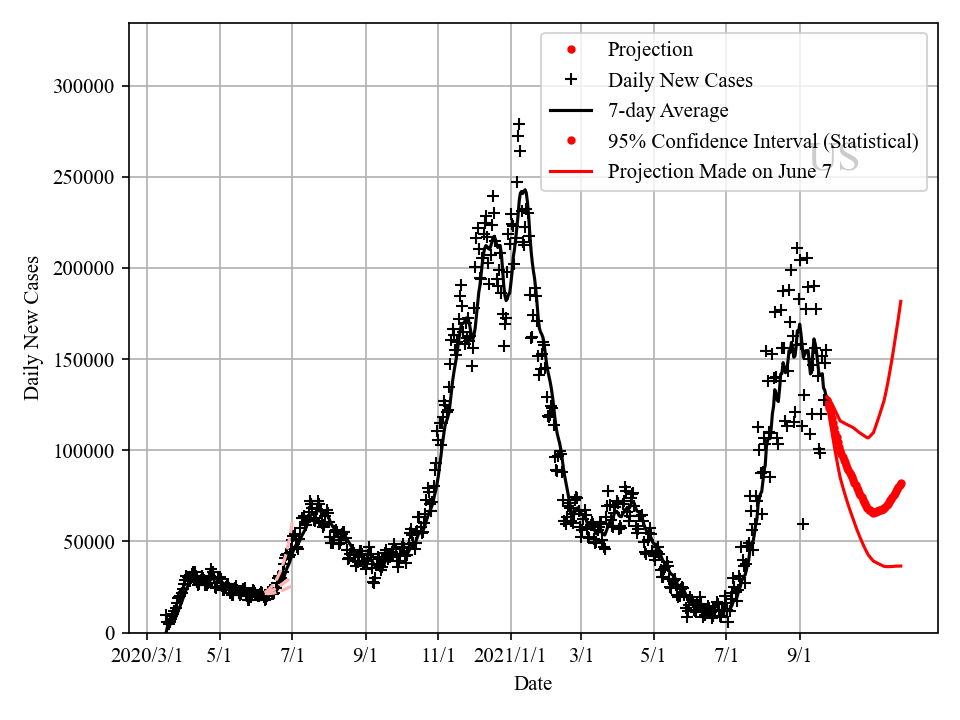 Projection
Daily New Cases
7-day Average
95% Confidence Interval (Statistical)
Projection Made on June 7
US
300000
250000
200000
150000
100000
50000
0
Daily New Cases
2020/3/1 5/1 7/1 9/1 11/1 2021/1/1 3/1 5/1 7/1 9/1
Date